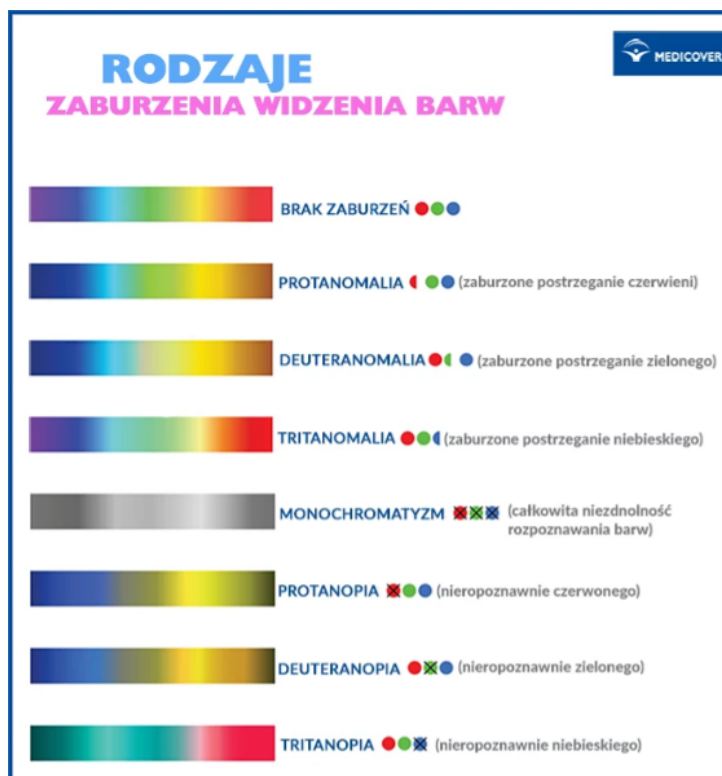 RODZAJE
ZABURZENIA WIDZENIA BARW
MEDICOVER
BRAK ZABURZEŃ
PROTANOMALIA (zaburzone postrzeganie czerwieni)
DEUTERANOMALIA (zaburzone postrzeganie zielonego)
TRITANOMALIA (zaburzone postrzeganie niebieskiego)
MONOCHROMATYZM (całkowita niezdnolność
rozpoznawania barw)
PROTANOPIA (nieropoznawnie czerwonego)
DEUTERANOPIA (nieropoznawnie zielonego)
TRITANOPIA (nieropoznawnie niebieskiego)